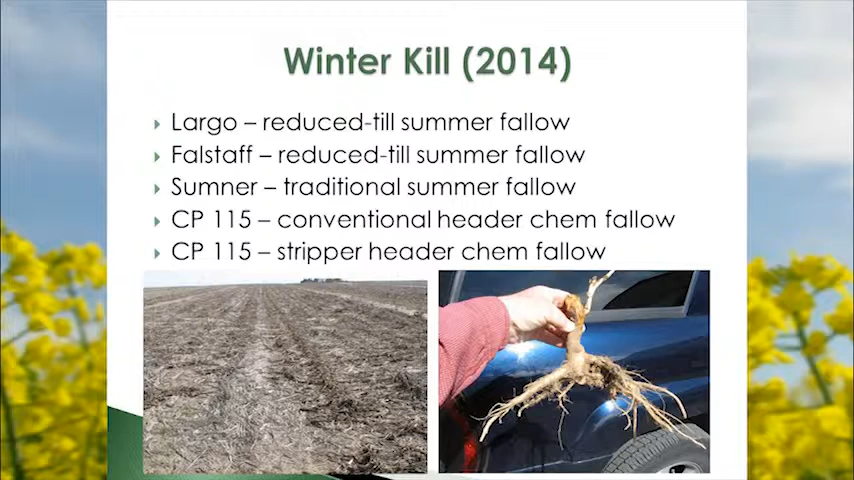 Winter Kill (2014)
Largo – reduced-till summer fallow
Falstaff – reduced-till summer fallow
Sumner – traditional summer fallow
CP 115 – conventional header chem fallow
CP 115 – stripper header chem fallow